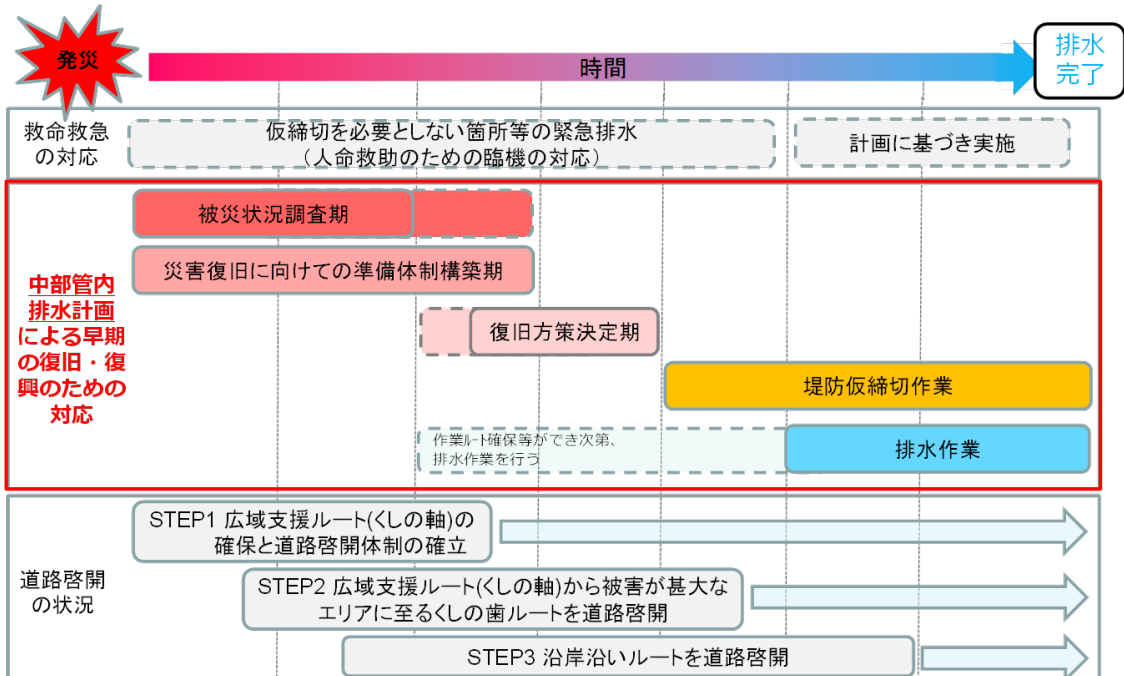 発災
時間
排水
完了
救命救急
の対応
仮締切を必要としない箇所等の緊急排水
（人命救助のための臨機の対応）
計画に基づき実施
中部管内
排水計画
による早期
の復旧・復
興のための
対応
被災状況調査期
災害復旧に向けての準備体制構築期
復旧方策決定期
堤防仮締切作業
作業ﾙｰﾄ確保等ができ次第、
排水作業を行う
排水作業
道路啓開
の状況
STEP1 広域支援ルート(くしの軸)の
確保と道路啓開体制の確立
STEP2 広域支援ルート(くしの軸)から被害が甚大な
エリアに至るくしの歯ルートを道路啓開
STEP3 沿岸沿いルートを道路啓開